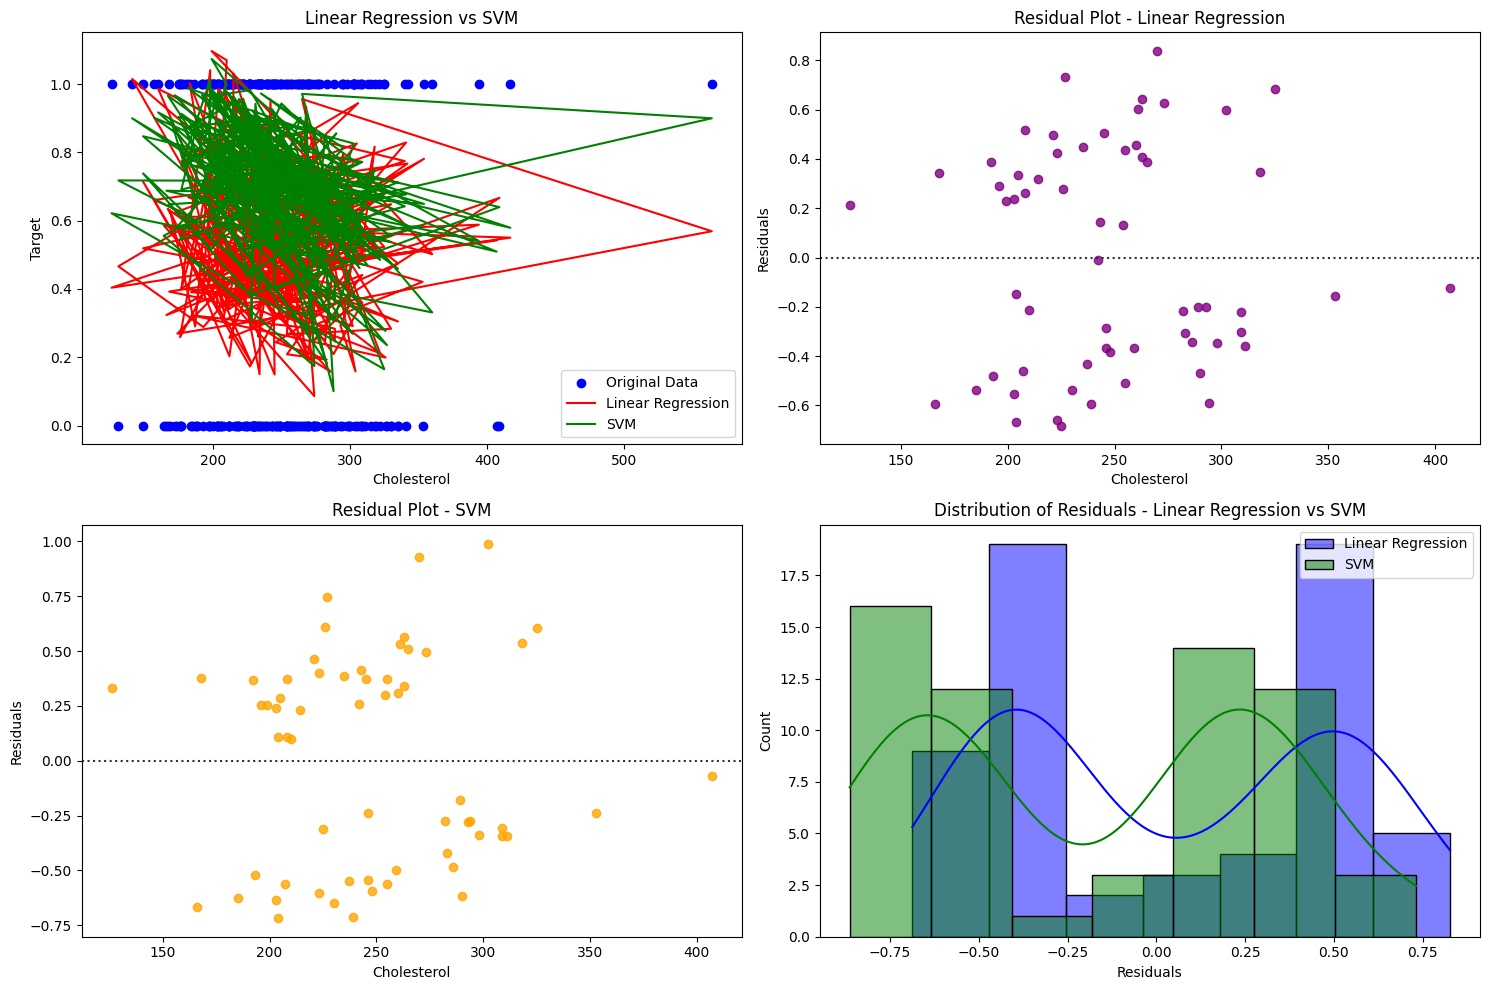 Linear Regression vs SVM
Target
1.0
0.8
0.6
0.4
0.2
0.0
Original Data
Linear Regression
SVM
200 300 400 500
Cholesterol
Residual Plot - Linear Regression
Residuals
0.8
0.6
0.4
0.2
0.0
−0.2
−0.4
−0.6
150 200 250 300 350 400
Cholesterol
Residual Plot - SVM
Residuals
1.00
0.75
0.50
0.25
0.00
−0.25
−0.50
−0.75
150 200 250 300 350 400
Cholesterol
Distribution of Residuals - Linear Regression vs SVM
Linear Regression
SVM
Count
17.5
15.0
12.5
10.0
7.5
5.0
2.5
0.0
−0.75 −0.50 −0.25 0.00 0.25 0.50 0.75
Residuals